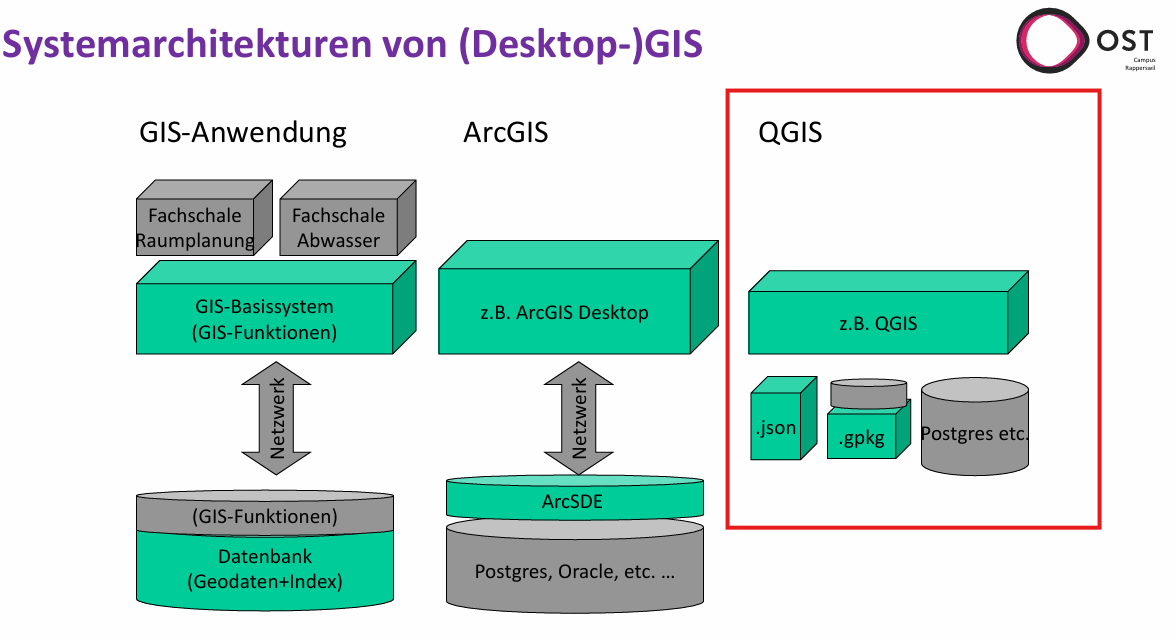 Systemarchitekturen von (Desktop-)GIS
OST
Campus
Rapperswil
GIS-Anwendung
ArcGIS
QGIS
Fachschale
Raumplanung
Fachschale
Abwasser
GIS-Basissystem
(GIS-Funktionen)
z.B. ArcGIS Desktop
z.B. QGIS
Netzwerk
Netzwerk
.json
.gpkg
Postgres etc.
(GIS-Funktionen)
Datenbank
(Geodaten+Index)
ArcSDE
Postgres, Oracle, etc. ...